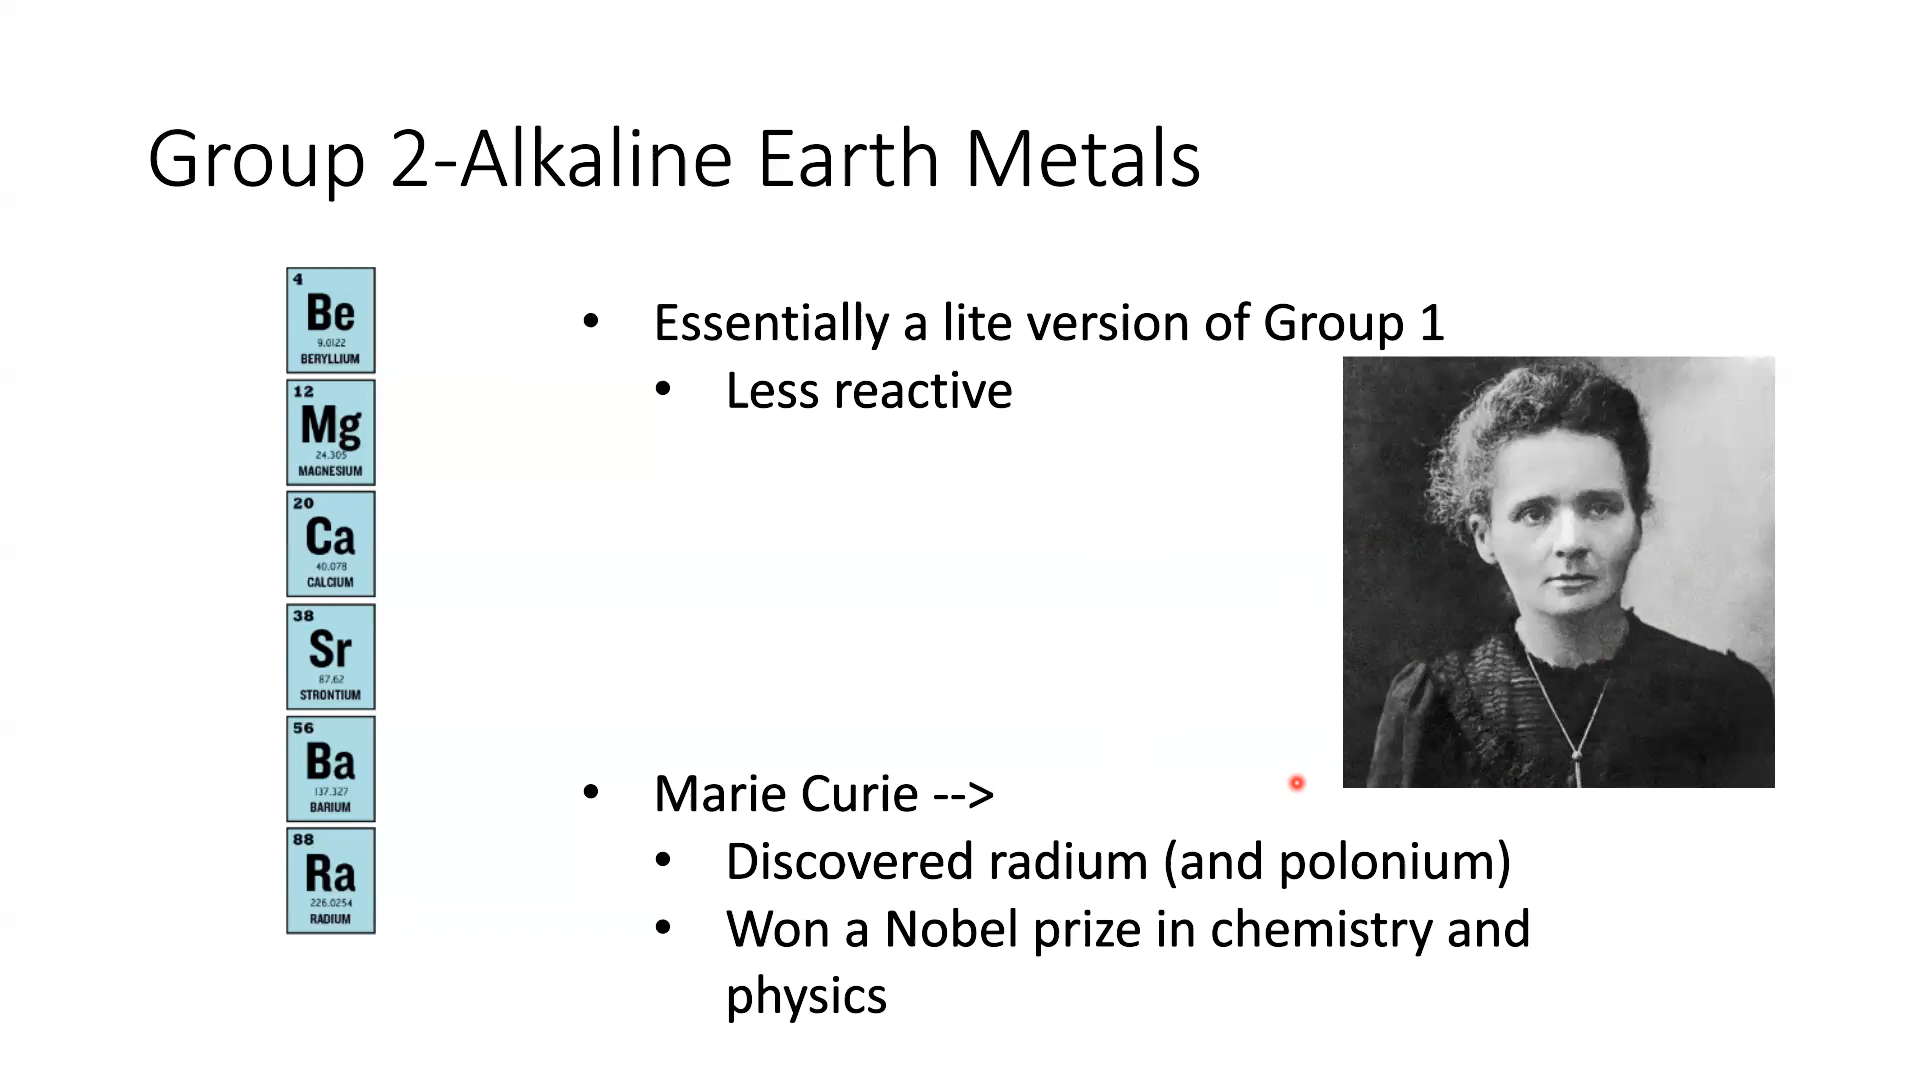 Group 2-Alkaline Earth Metals
4
Be
9.0122
BERYLLIUM
12
Mg
24.305
MAGNESIUM
20
Ca
40.078
CALCIUM
38
Sr
87.62
STRONTIUM
56
Ba
137.327
BARIUM
88
Ra
226.0254
RADIUM
• Essentially a lite version of Group 1
• Less reactive
• Marie Curie -->
• Discovered radium (and polonium)
• Won a Nobel prize in chemistry and
physics